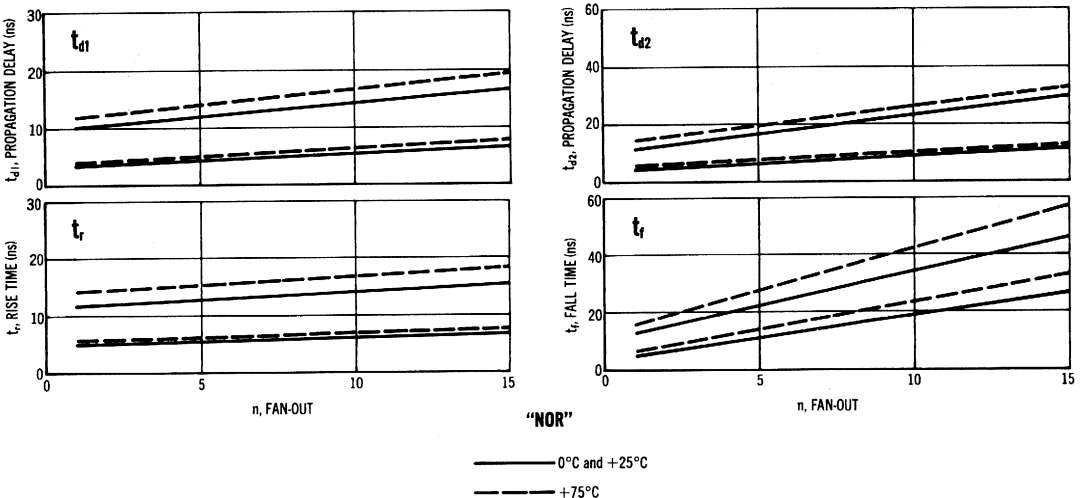 30
20
10
0
t_d1, PROPAGATION DELAY (ns)
t_d1
60
40
20
0
t_d2, PROPAGATION DELAY (ns)
t_d2
30
20
10
0
t_r, RISE TIME (ns)
t_r
0 5 10 15
n, FAN-OUT
60
40
20
0
t_f, FALL TIME (ns)
t_f
0 5 10 15
n, FAN-OUT
“NOR”
0°C and +25°C
+75°C